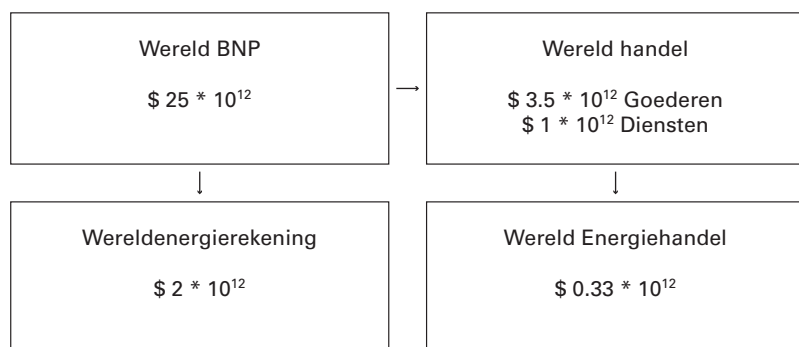 Wereld BNP
$ 25 * 10¹²
Wereld handel
$ 3.5 * 10¹² Goederen
$ 1 * 10¹² Diensten
Wereldenergierekening
$ 2 * 10¹²
Wereld Energiehandel
$ 0.33 * 10¹²